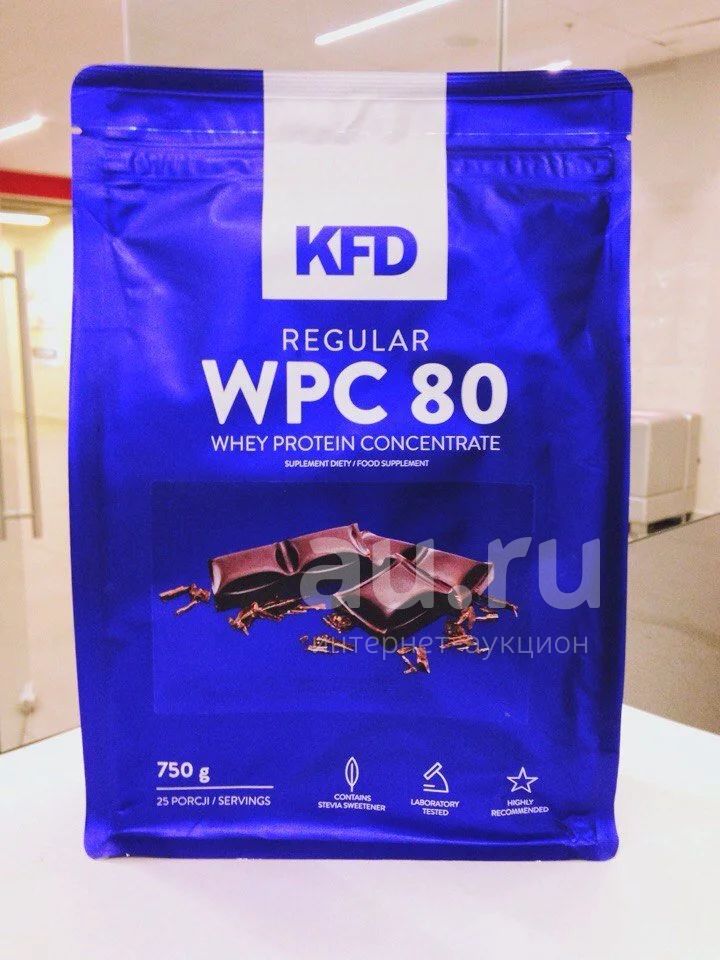 KFD
REGULAR
WPC 80
WHEY PROTEIN CONCENTRATE
SUPLEMENT DIETY / FOOD SUPPLEMENT
au.ru
интернет-аукцион
750 g
25 PORCJI / SERVINGS
CONTAINS
STEVIA SWEETENER
LABORATORY
TESTED
HIGHLY
RECOMMENDED